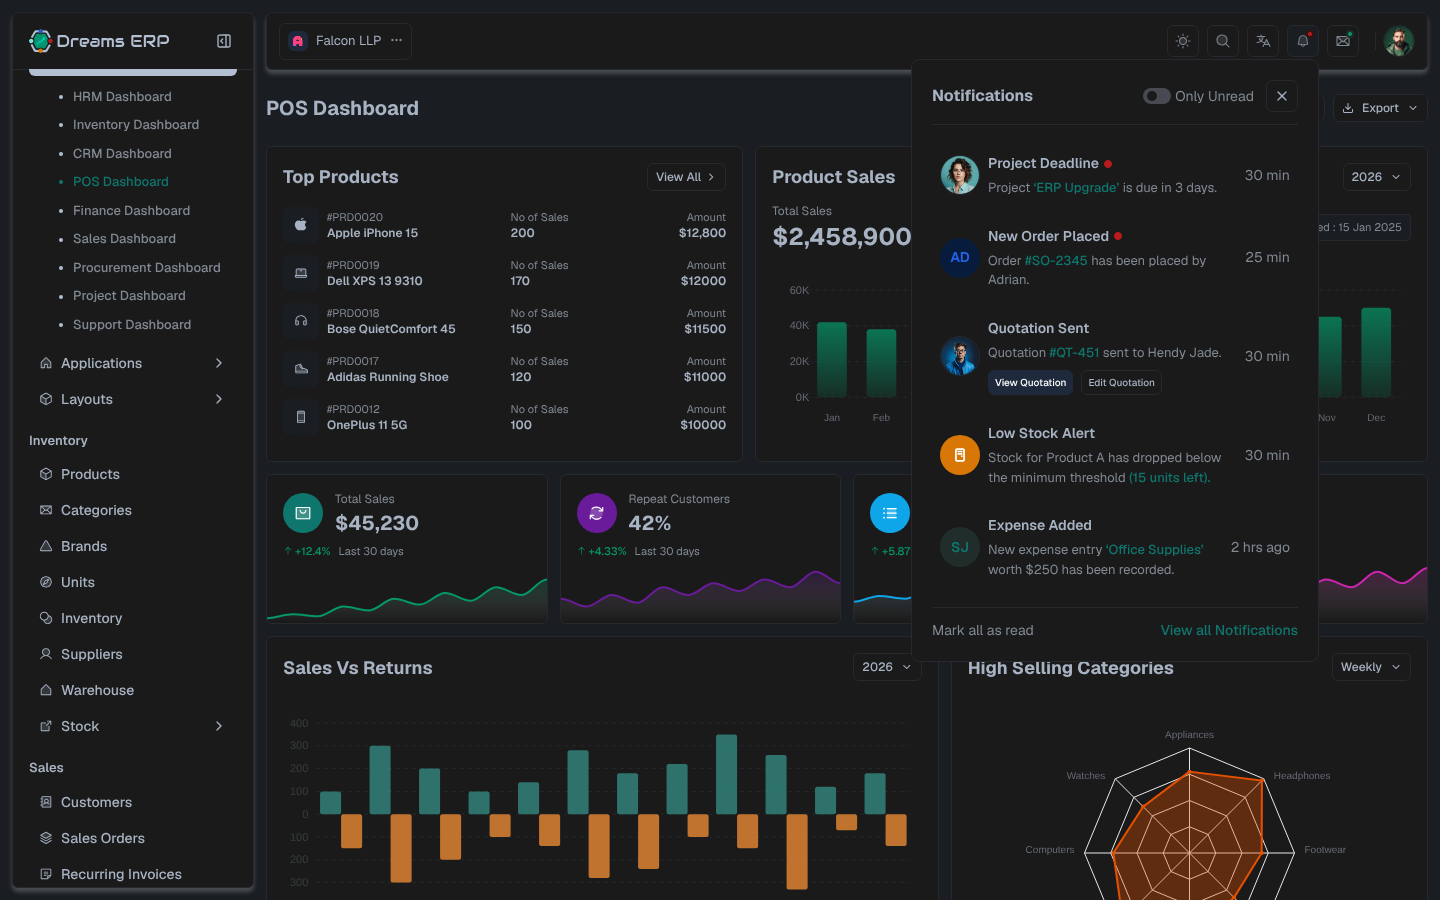 Dreams ERP
HRM Dashboard
Inventory Dashboard
CRM Dashboard
POS Dashboard
Finance Dashboard
Sales Dashboard
Procurement Dashboard
Project Dashboard
Support Dashboard
Applications
Layouts
Inventory
Products
Categories
Brands
Units
Inventory
Suppliers
Warehouse
Stock
Sales
Customers
Sales Orders
Recurring Invoices
Falcon LLP
POS Dashboard
Export
Top Products
View All
#PRD0020
Apple iPhone 15
No of Sales
200
Amount
$12,800
#PRD0019
Dell XPS 13 9310
No of Sales
170
Amount
$12000
#PRD0018
Bose QuietComfort 45
No of Sales
150
Amount
$11500
#PRD0017
Adidas Running Shoe
No of Sales
120
Amount
$11000
#PRD0012
OnePlus 11 5G
No of Sales
100
Amount
$10000
Product Sales
2026
Total Sales
$2,458,900
ed : 15 Jan 2025
60K
40K
20K
0K
Jan
Feb
Nov
Dec
Notifications
Only Unread
Project Deadline
Project 'ERP Upgrade' is due in 3 days.
30 min
AD
New Order Placed
Order #SO-2345 has been placed by
Adrian.
25 min
Quotation Sent
Quotation #QT-451 sent to Hendy Jade.
View Quotation
Edit Quotation
30 min
Low Stock Alert
Stock for Product A has dropped below
the minimum threshold (15 units left).
30 min
SJ
Expense Added
New expense entry 'Office Supplies'
worth $250 has been recorded.
2 hrs ago
Mark all as read
View all Notifications
Total Sales
$45,230
+12.4% Last 30 days
Repeat Customers
42%
+4.33% Last 30 days
+5.87
Sales Vs Returns
2026
400
300
200
100
0
100
200
300
High Selling Categories
Weekly
Appliances
Headphones
Footwear
Computers
Watches